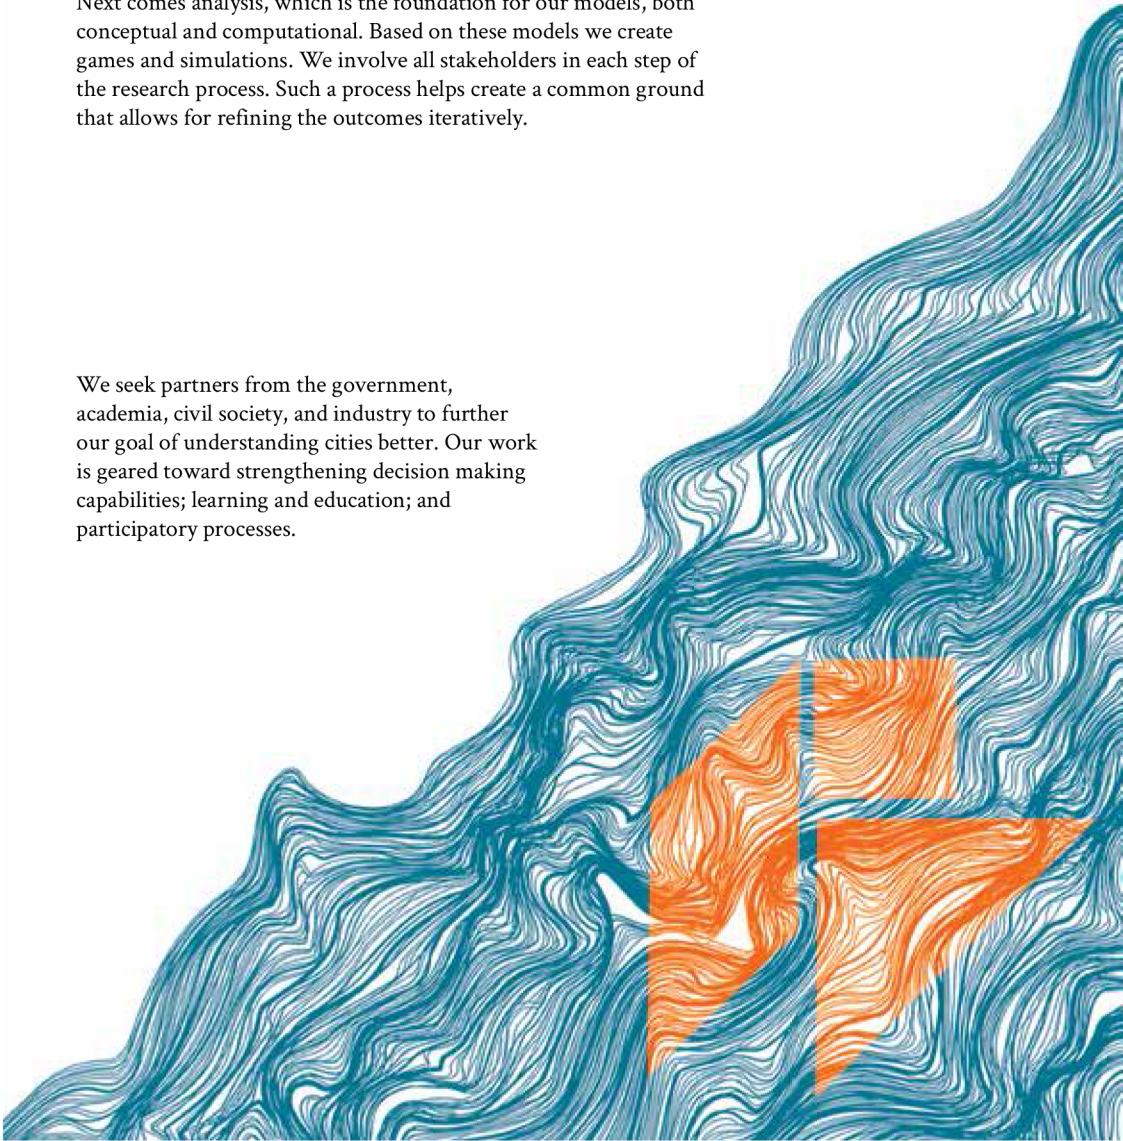 Next comes analysis, which is the foundation for our models, both
conceptual and computational. Based on these models we create
games and simulations. We involve all stakeholders in each step of
the research process. Such a process helps create a common ground
that allows for refining the outcomes iteratively.
We seek partners from the government,
academia, civil society, and industry to further
our goal of understanding cities better. Our work
is geared toward strengthening decision making
capabilities; learning and education; and
participatory processes.